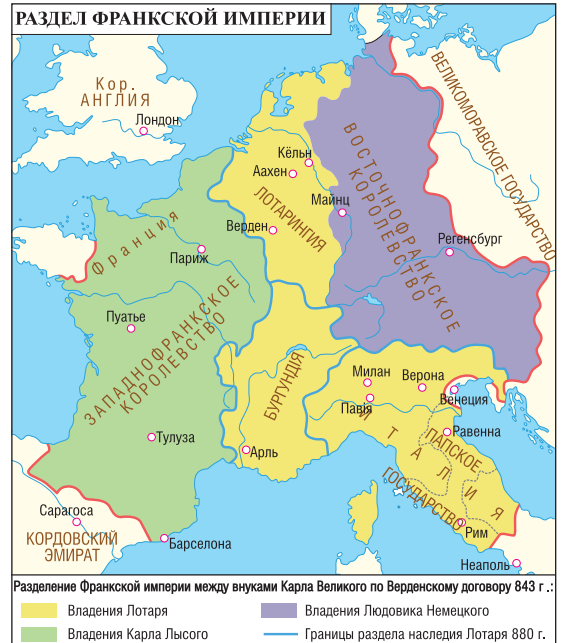 РАЗДЕЛ ФРАНКСКОЙ ИМПЕРИИ
Кор.
АНГЛИЯ
Лондон
ВЕЛИКОМОРАВСКОЕ ГОСУДАРСТВО
Кёльн
Аахен
ЛОТАРИНГИЯ
Майнц
ВОСТОЧНОФРАНКСКОЕ
КОРОЛЕВСТВО
Верден
Регенсбург
Франция
Париж
Пуатье
ЗАПАДНОФРАНКСКОЕ
КОРОЛЕВСТВО
БУРГУНДІЯ
Милан
Верона
Павія
Венеция
Тулуза
Арль
ИТАЛИЯ
Равенна
ПАПСКОЕ
ГОСУДАРСТВО
Рим
Сарагоса
КОРДОВСКИЙ
ЭМИРАТ
Барселона
Неаполь
Разделение Франкской империи между внуками Карла Великого по Верденскому договору 843 г.:
Владения Лотаря
Владения Людовика Немецкого
Владения Карла Лысого
Границы раздела наследия Лотаря 880 г.